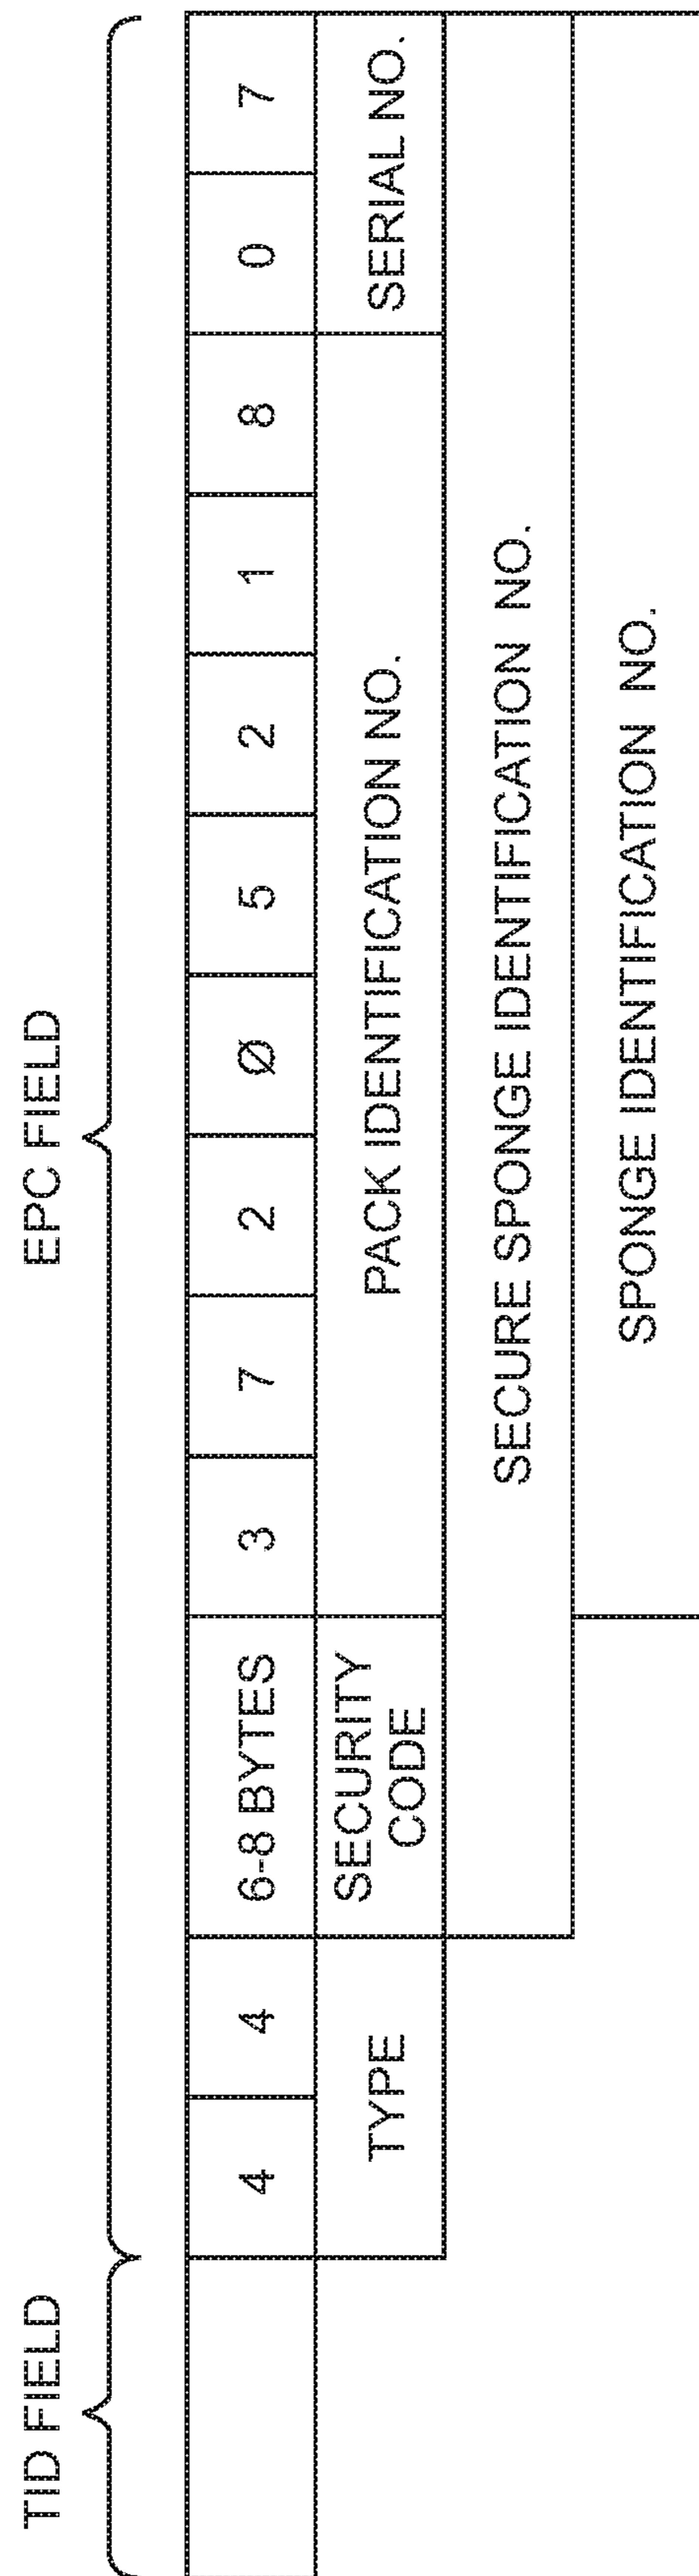 TID FIELD EPC FIELD
4 4 6-8 BYTES 3 7 2 Ø 5 2 1 8 0 7
TYPE SECURITY CODE PACK IDENTIFICATION NO. SERIAL NO.
SECURE SPONGE IDENTIFICATION NO.
SPONGE IDENTIFICATION NO.